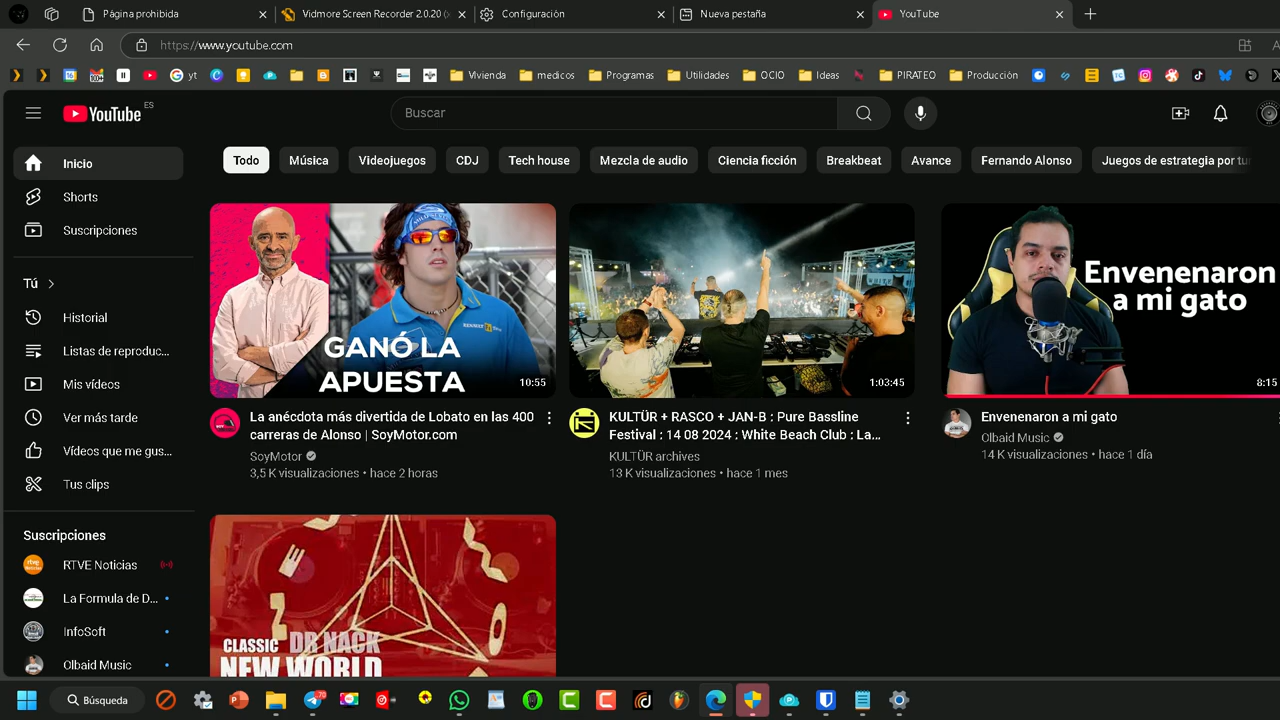 Página prohibida
Vidmore Screen Recorder 2.0.20 (
Configuración
Nueva pestaña
YouTube
https://www.youtube.com
yt
Vivienda
medicos
Programas
Utilidades
OCIO
Ideas
PIRATEO
Producción
YouTube ES
Buscar
Todo
Música
Videojuegos
CDJ
Tech house
Mezcla de audio
Ciencia ficción
Breakbeat
Avance
Fernando Alonso
Juegos de estrategia por tur
Inicio
Shorts
Suscripciones
Tú
Historial
Listas de reproduc...
Mis vídeos
Ver más tarde
Vídeos que me gus...
Tus clips
Suscripciones
RTVE Noticias
La Formula de D...
InfoSoft
Olbaid Music
RENAULT
GANÓ LA
APUESTA
10:55
La anécdota más divertida de Lobato en las 400
carreras de Alonso | SoyMotor.com
SoyMotor
3,5 K visualizaciones • hace 2 horas
WHITE
1:03:45
KULTÜR + RASCO + JAN-B : Pure Bassline
Festival : 14 08 2024 : White Beach Club : La...
KULTÜR archives
13 K visualizaciones • hace 1 mes
Envenenaron
a mi gato
8:15
Envenenaron a mi gato
Olbaid Music
14 K visualizaciones • hace 1 día
CLASSIC DR NACK
NEW WORLD
Búsqueda